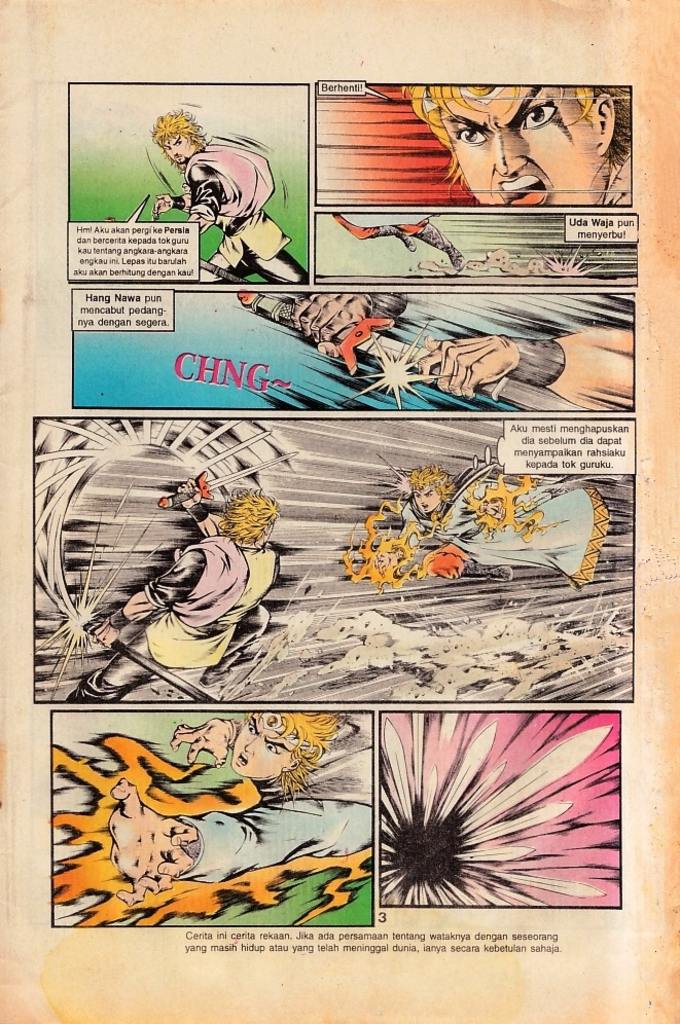 Hm! Aku akan pergi ke Persia
dan bercerita kepada tok guru
kau tentang angkara-angkara
engkau ini. Lepas itu barulah
aku akan berhitung dengan kau!
Berhenti!
Uda Waja pun
menyerbu!
Hang Nawa pun
mencabut pedang-
nya dengan segera.
CHNG~
Aku mesti menghapuskan
dia sebelum dia dapat
menyampaikan rahsiaku
kepada tok guruku.
3
Cerita ini cerita rekaan. Jika ada persamaan tentang wataknya dengan seseorang
yang masih hidup atau yang telah meninggal dunia, ianya secara kebetulan sahaja.